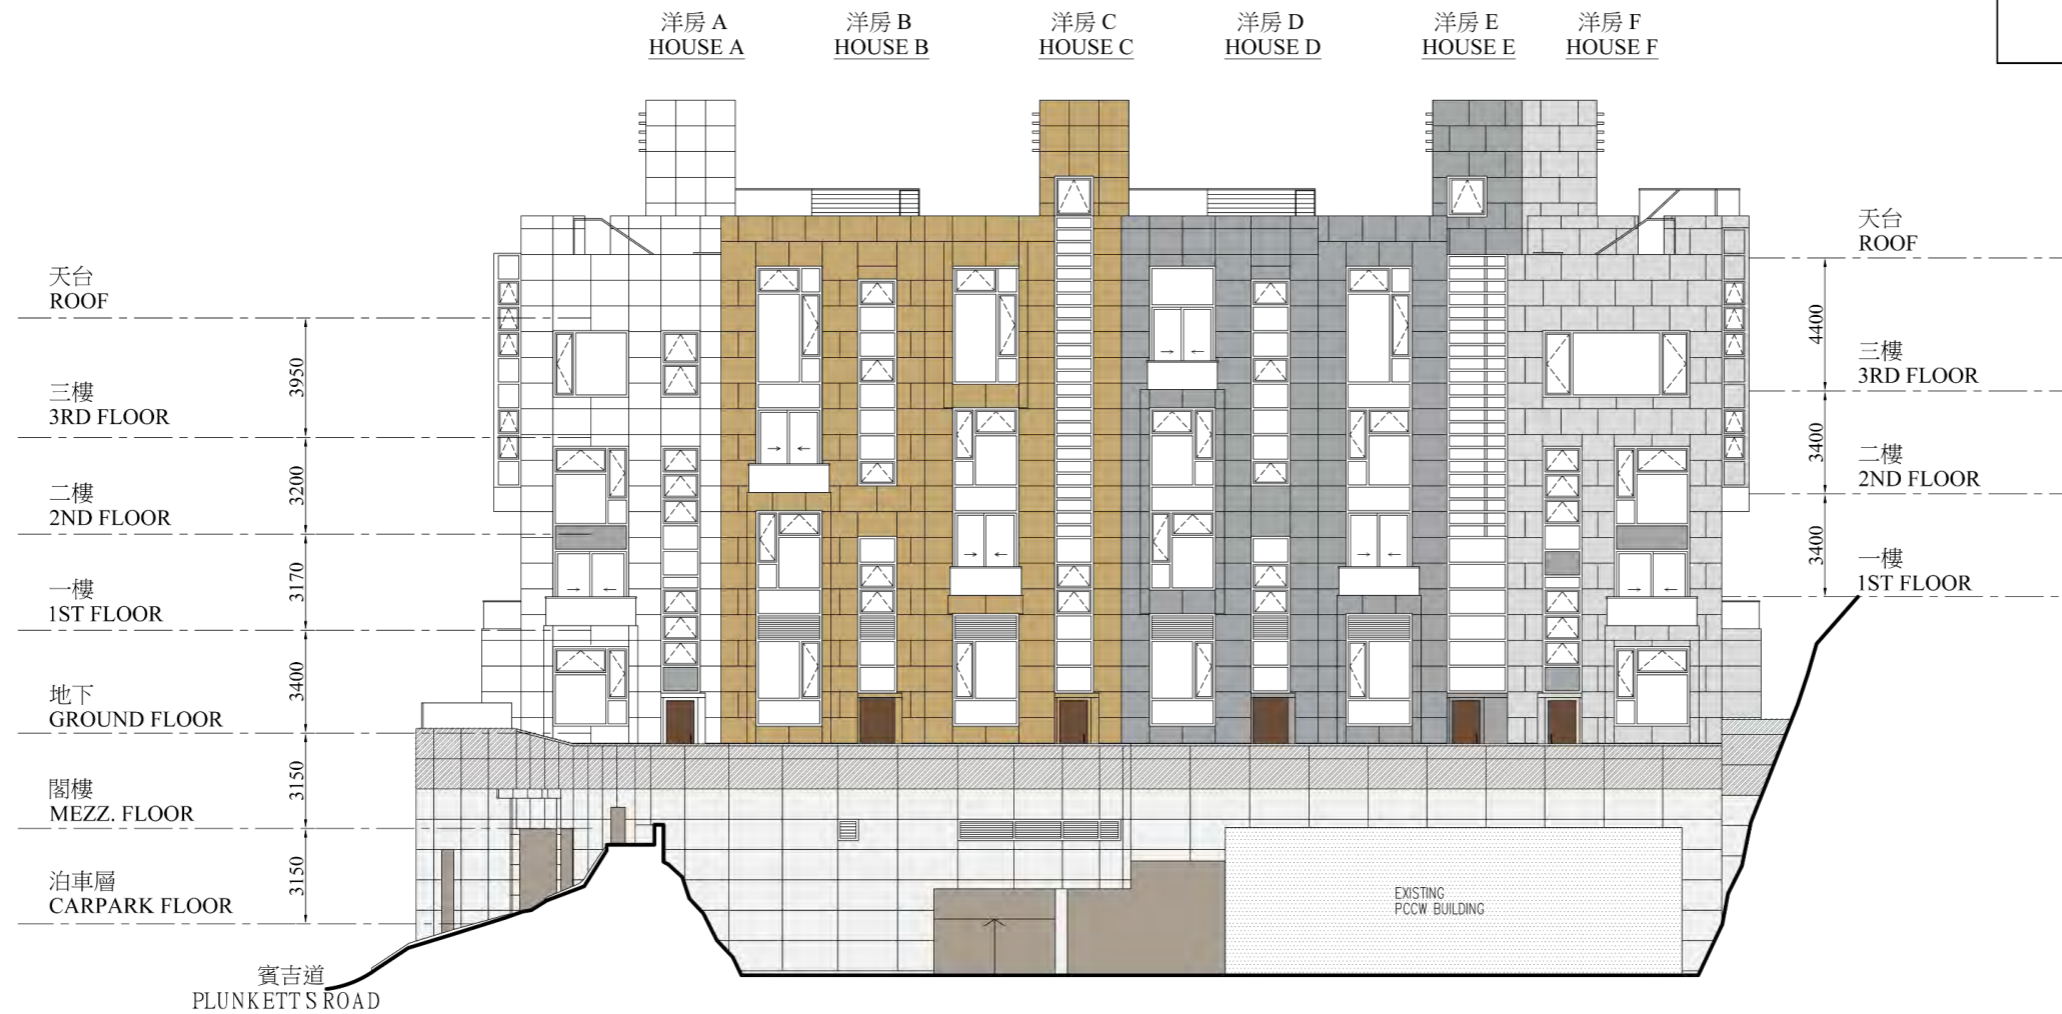 洋房 A
HOUSE A
洋房 B
HOUSE B
洋房 C
HOUSE C
洋房 D
HOUSE D
洋房 E
HOUSE E
洋房 F
HOUSE F
天台
ROOF
3950
三樓
3RD FLOOR
3200
二樓
2ND FLOOR
3170
一樓
1ST FLOOR
3400
地下
GROUND FLOOR
3150
閣樓
MEZZ. FLOOR
3150
泊車層
CARPARK FLOOR
賓吉道
PLUNKETT'S ROAD
EXISTING
PCCW BUILDING
天台
ROOF
4400
三樓
3RD FLOOR
3400
二樓
2ND FLOOR
3400
一樓
1ST FLOOR